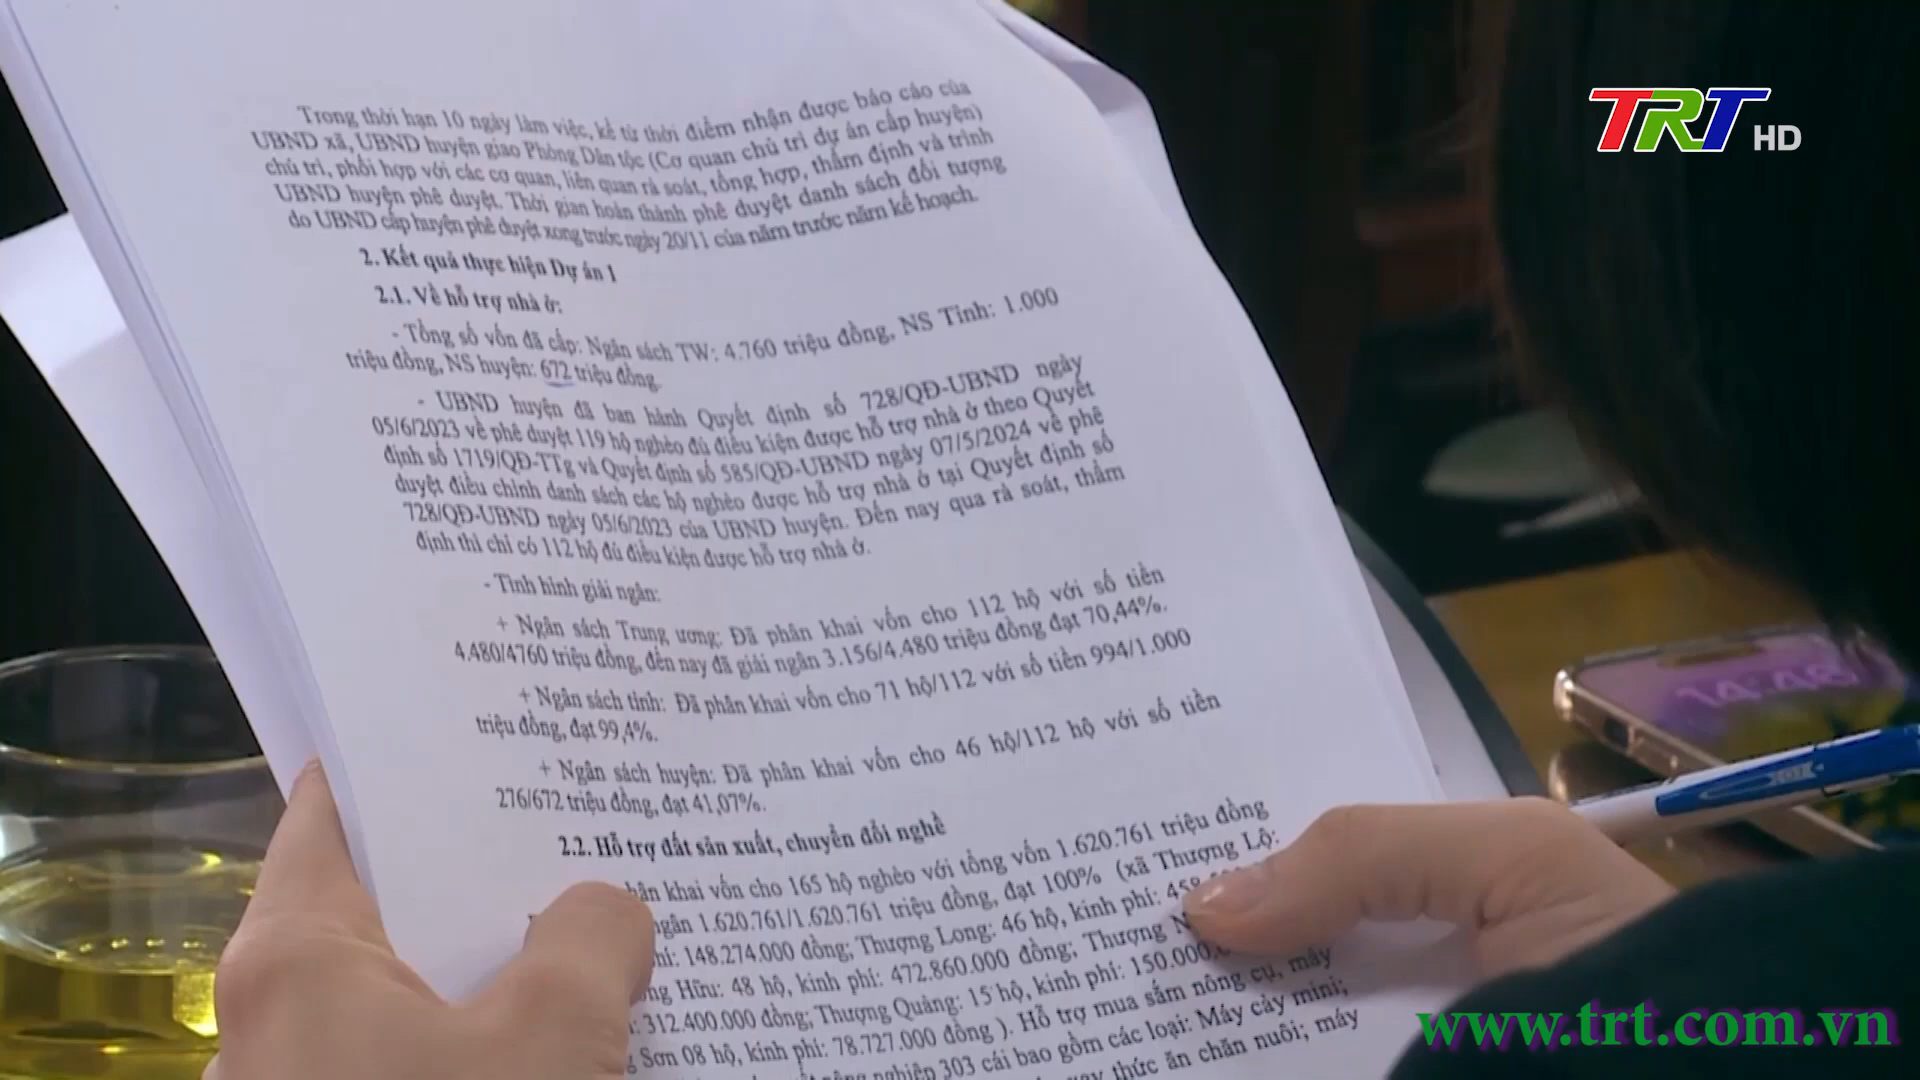 TRT HD
Trong thời hạn 10 ngày làm việc, kể từ thời điểm nhận được báo cáo của
UBND xã, UBND huyện giao Phòng Dân tộc (Cơ quan chủ trì dự án cấp huyện)
chủ trì, phối hợp với các cơ quan, liên quan rà soát, tổng hợp, thẩm định và trình
UBND huyện phê duyệt. Thời gian hoàn thành phê duyệt danh sách đối tượng
do UBND cấp huyện phê duyệt xong trước ngày 20/11 của năm trước năm kế hoạch.
2. Kết quả thực hiện Dự án 1
2.1. Về hỗ trợ nhà ở:
- Tổng số vốn đã cấp: Ngân sách TW: 4.760 triệu đồng, NS Tỉnh: 1.000
triệu đồng, NS huyện: 672 triệu đồng.
- UBND huyện đã ban hành Quyết định số 728/QĐ-UBND ngày
05/6/2023 về phê duyệt 119 hộ nghèo đủ điều kiện được hỗ trợ nhà ở theo Quyết
định số 1719/QĐ-TTg và Quyết định số 585/QĐ-UBND ngày 07/5/2024 về phê
duyệt điều chỉnh danh sách các hộ nghèo được hỗ trợ nhà ở tại Quyết định số
728/QĐ-UBND ngày 05/6/2023 của UBND huyện. Đến nay qua rà soát, thẩm
định thì chỉ có 112 hộ đủ điều kiện được hỗ trợ nhà ở.
- Tình hình giải ngân:
+ Ngân sách Trung ương: Đã phân khai vốn cho 112 hộ với số tiền
4.480/4760 triệu đồng, đến nay đã giải ngân 3.156/4.480 triệu đồng đạt 70,44%.
+ Ngân sách tỉnh: Đã phân khai vốn cho 71 hộ/112 với số tiền 994/1.000
triệu đồng, đạt 99,4%.
+ Ngân sách huyện: Đã phân khai vốn cho 46 hộ/112 hộ với số tiền
276/672 triệu đồng, đạt 41,07%.
2.2. Hỗ trợ đất sản xuất, chuyển đổi nghề
khai vốn cho 165 hộ nghèo với tổng vốn 1.620.761 triệu đồng
1.620.761/1.620.761 triệu đồng, đạt 100% (xã Thượng Lộ:
148.274.000 đồng; Thượng Long: 46 hộ, kinh phí:
Hữu: 48 hộ, kinh phí: 472.860.000 đồng; Thượng
312.400.000 đồng; Thượng Quảng: 15 hộ, kinh phí: 150.000.
Sơn 08 hộ, kinh phí: 78.727.000 đồng ). Hỗ trợ mua sắm nông cụ, máy
nghiệp 303 cái bao gồm các loại: Máy cày mini;
thức ăn chăn nuôi; máy
14:48
www.trt.com.vn